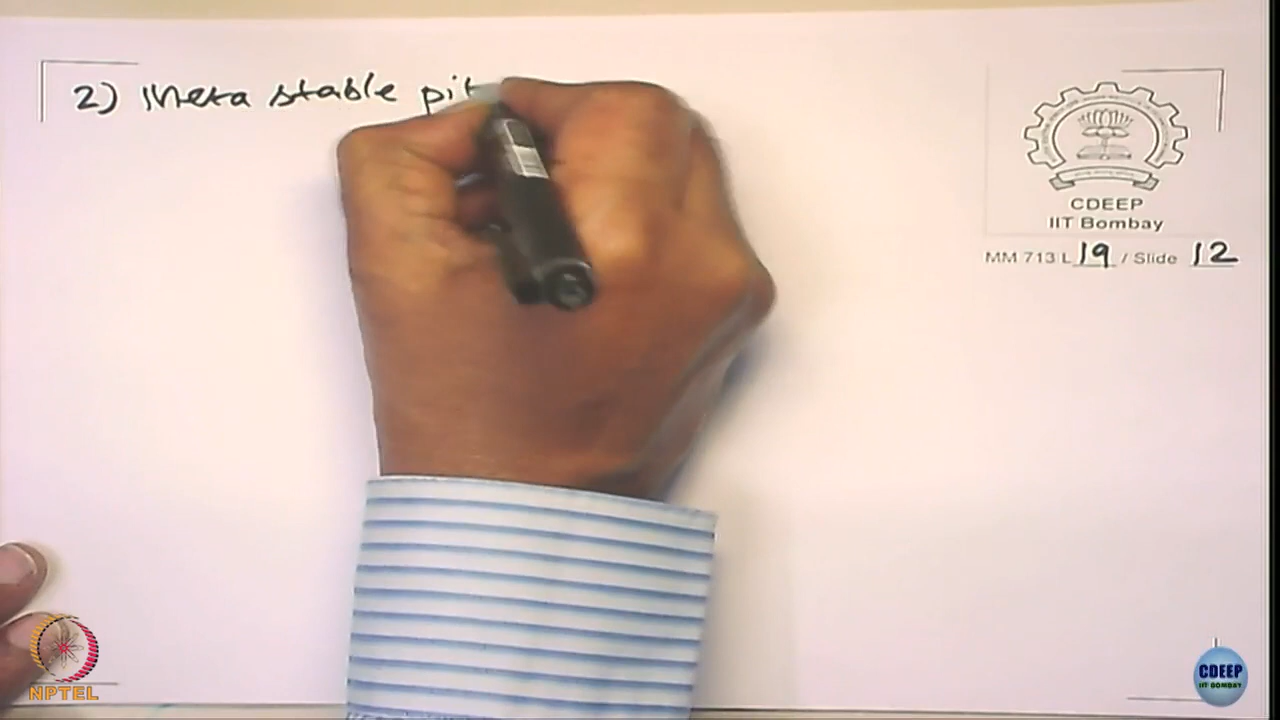 2) Meta stable pit
CDEEP
IIT Bombay
MM 713 L 19 / Slide 12
NPTEL
CDEEP
IIT BOMBAY